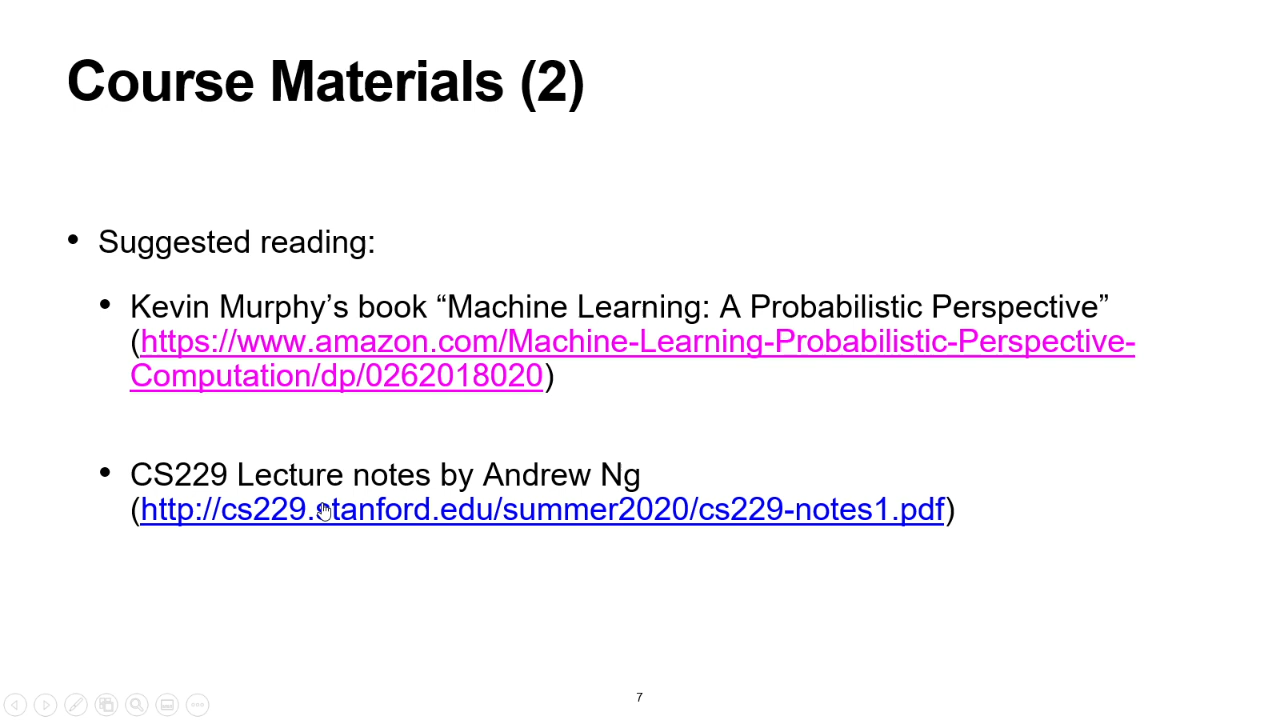 Course Materials (2)
• Suggested reading:
• Kevin Murphy’s book “Machine Learning: A Probabilistic Perspective”
(https://www.amazon.com/Machine-Learning-Probabilistic-Perspective-
Computation/dp/0262018020)
• CS229 Lecture notes by Andrew Ng
(http://cs229.stanford.edu/summer2020/cs229-notes1.pdf)
7